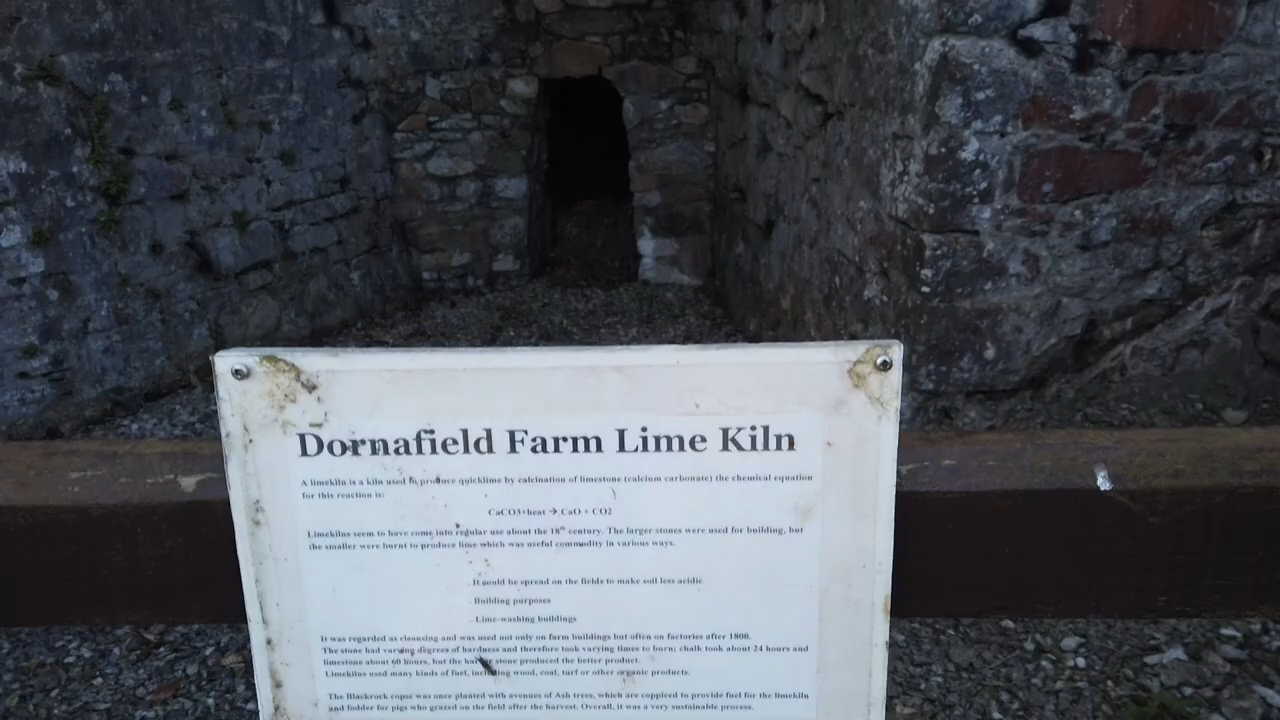 Dornafield Farm Lime Kiln
A limekiln is a kiln used to produce quicklime by calcination of limestone (calcium carbonate) the chemical equation
for this reaction is:
CaCO3+heat → CaO + CO2
Limekilns seem to have come into regular use about the 18th century. The larger stones were used for building, but
the smaller were burnt to produce lime which was useful commodity in various ways.
. It could be spread on the fields to make soil less acidic
. Building purposes
. Lime-washing buildings
It was regarded as cleansing and was used not only on farm buildings but often on factories after 1800.
The stone had varying degrees of hardness and therefore took varying times to burn; chalk took about 24 hours and
limestone about 60 hours, but the harder stone produced the better product.
Limekilns used many kinds of fuel, including wood, coal, turf or other organic products.
The Blackrock copse was once planted with avenues of Ash trees, which are coppiced to provide fuel for the limekiln
and fodder for pigs who grazed on the field after the harvest. Overall, it was a very sustainable process.